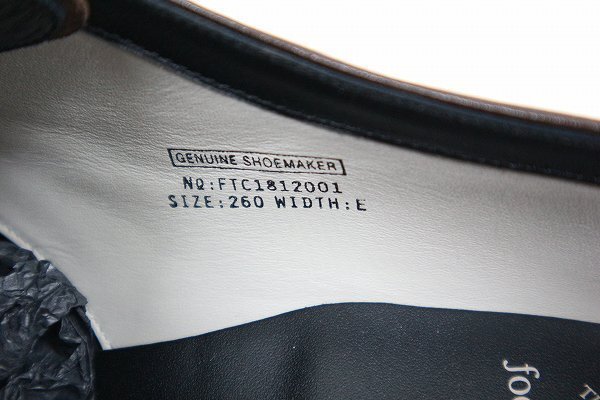 GENUINE SHOEMAKER
NO:FTC1812001
SIZE:260 WIDTH:E